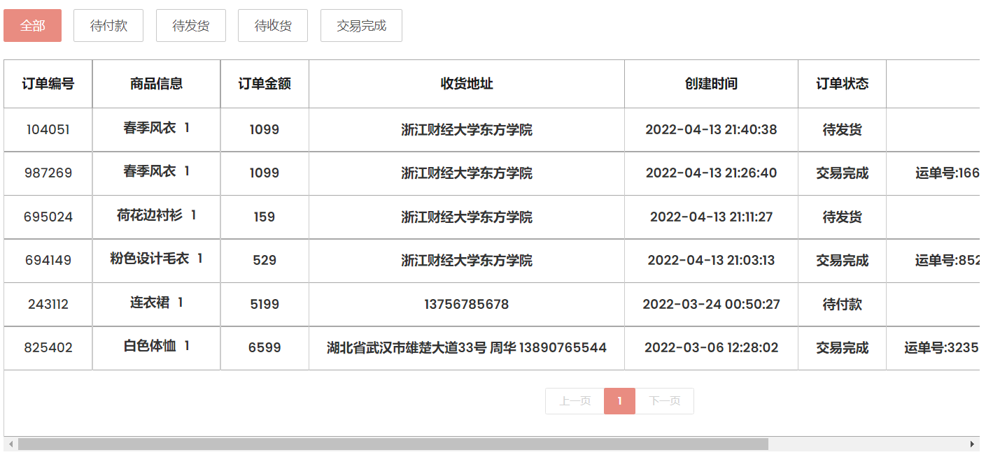 全部 待付款 待发货 待收货 交易完成
订单编号 商品信息 订单金额 收货地址 创建时间 订单状态
104051 春季风衣 1 1099 浙江财经大学东方学院 2022-04-13 21:40:38 待发货
987269 春季风衣 1 1099 浙江财经大学东方学院 2022-04-13 21:26:40 交易完成 运单号:166
695024 荷花边衬衫 1 159 浙江财经大学东方学院 2022-04-13 21:11:27 待发货
694149 粉色设计毛衣 1 529 浙江财经大学东方学院 2022-04-13 21:03:13 交易完成 运单号:852
243112 连衣裙 1 5199 13756785678 2022-03-24 00:50:27 待付款
825402 白色体恤 1 6599 湖北省武汉市雄楚大道33号 周华 13890765544 2022-03-06 12:28:02 交易完成 运单号:3235
上一页 1 下一页